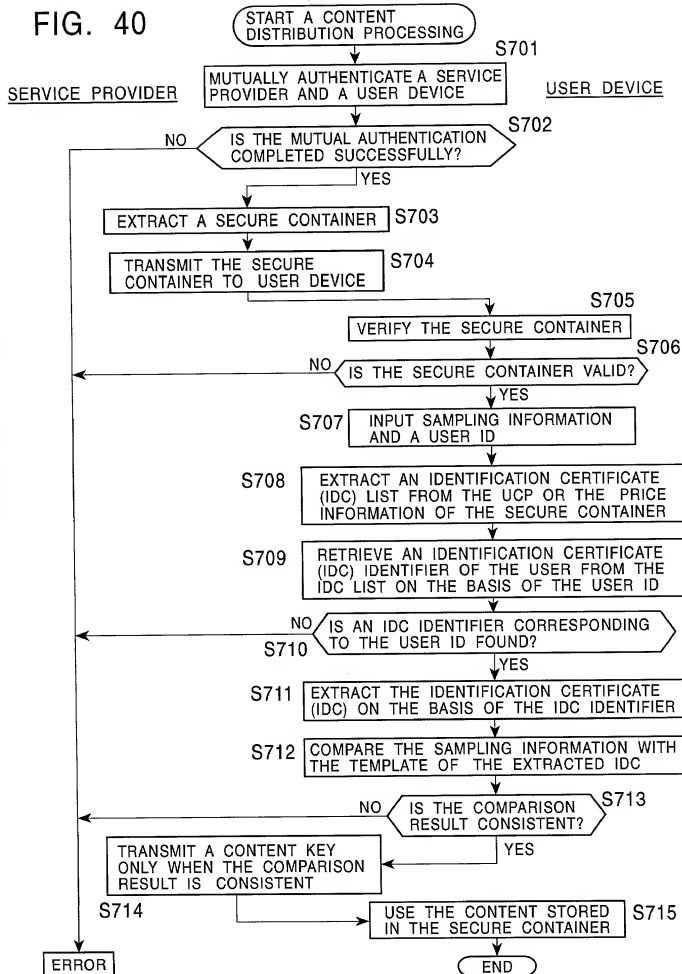 FIG. 40
START A CONTENT
DISTRIBUTION PROCESSING
S701
SERVICE PROVIDER
MUTUALLY AUTHENTICATE A SERVICE
PROVIDER AND A USER DEVICE
USER DEVICE
S702
NO
IS THE MUTUAL AUTHENTICATION
COMPLETED SUCCESSFULLY?
YES
EXTRACT A SECURE CONTAINER
S703
TRANSMIT THE SECURE
CONTAINER TO USER DEVICE
S704
S705
VERIFY THE SECURE CONTAINER
S706
NO
IS THE SECURE CONTAINER VALID?
YES
S707
INPUT SAMPLING INFORMATION
AND A USER ID
S708
EXTRACT AN IDENTIFICATION CERTIFICATE
(IDC) LIST FROM THE UCP OR THE PRICE
INFORMATION OF THE SECURE CONTAINER
S709
RETRIEVE AN IDENTIFICATION CERTIFICATE
(IDC) IDENTIFIER OF THE USER FROM THE
IDC LIST ON THE BASIS OF THE USER ID
NO
IS AN IDC IDENTIFIER CORRESPONDING
TO THE USER ID FOUND?
S710
YES
S711
EXTRACT THE IDENTIFICATION CERTIFICATE
(IDC) ON THE BASIS OF THE IDC IDENTIFIER
S712
COMPARE THE SAMPLING INFORMATION WITH
THE TEMPLATE OF THE EXTRACTED IDC
S713
NO
IS THE COMPARISON
RESULT CONSISTENT?
YES
TRANSMIT A CONTENT KEY
ONLY WHEN THE COMPARISON
RESULT IS CONSISTENT
S714
USE THE CONTENT STORED
IN THE SECURE CONTAINER
S715
ERROR
END